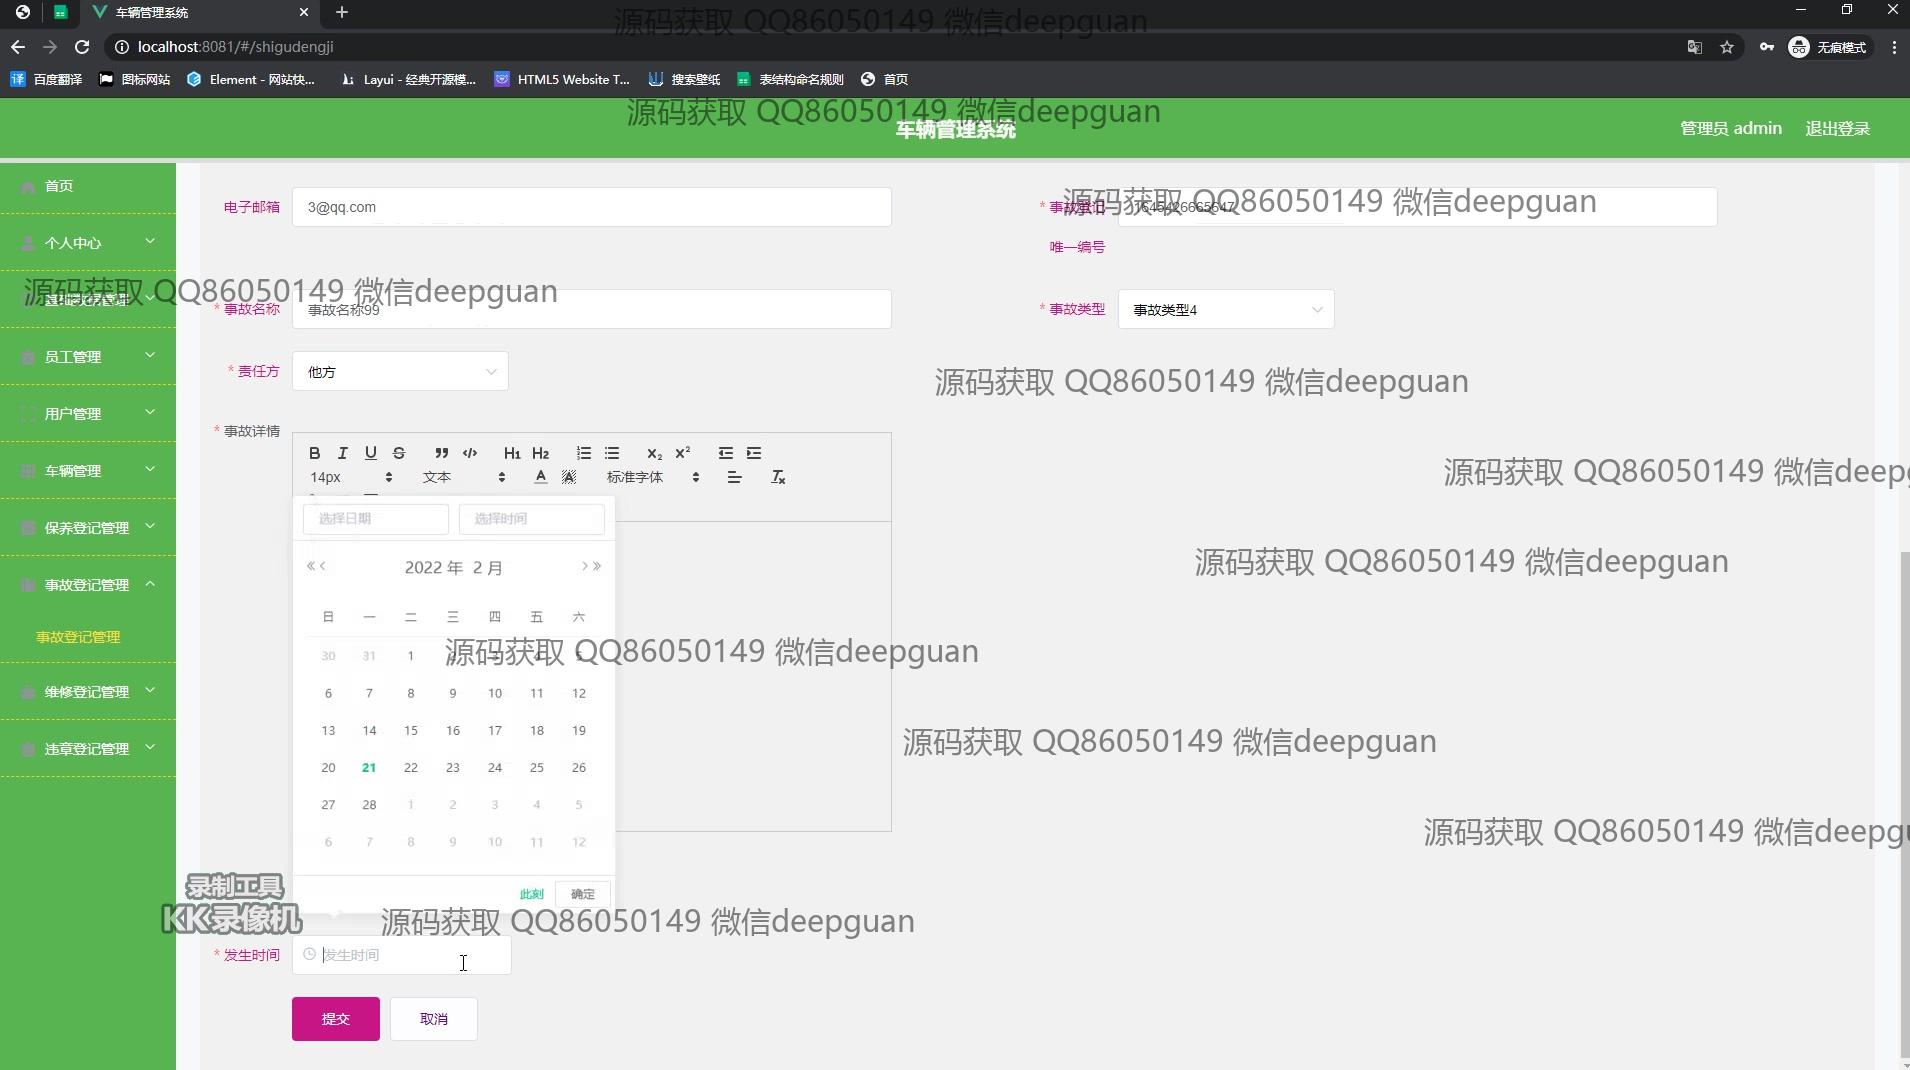 车辆管理系统
localhost:8081/#/shigudengji
无痕模式
百度翻译 图标网站 Element - 网站快... Layui - 经典开源模... HTML5 Website T... 搜索壁纸 表结构命名规则 首页
源码获取 QQ86050149 微信deepguan
源码获取 QQ86050149 微信deepguan
车辆管理系统
管理员 admin 退出登录
首页
个人中心
源码获取 QQ86050149 微信deepguan
员工管理
用户管理
车辆管理
保养登记管理
事故登记管理
事故登记管理
维修登记管理
违章登记管理
电子邮箱 3@qq.com
* 事故登记 1645426665647
唯一编号
源码获取 QQ86050149 微信deepguan
* 事故名称 事故名称99
* 事故类型 事故类型4
* 责任方 他方
源码获取 QQ86050149 微信deepguan
* 事故详情
B I U S H1 H2 X2 X2
14px 文本 A A 标准字体 Tx
源码获取 QQ86050149 微信deep
选择日期 选择时间
2022 年 2 月
源码获取 QQ86050149 微信deepguan
日 一 二 三 四 五 六
30 31 1 2 3 4 5
源码获取 QQ86050149 微信deepguan
6 7 8 9 10 11 12
13 14 15 16 17 18 19
源码获取 QQ86050149 微信deepguan
20 21 22 23 24 25 26
27 28 1 2 3 4 5
源码获取 QQ86050149 微信deepgu
6 7 8 9 10 11 12
此刻 确定
录制工具
KK录像机
源码获取 QQ86050149 微信deepguan
* 发生时间 发生时间
提交 取消